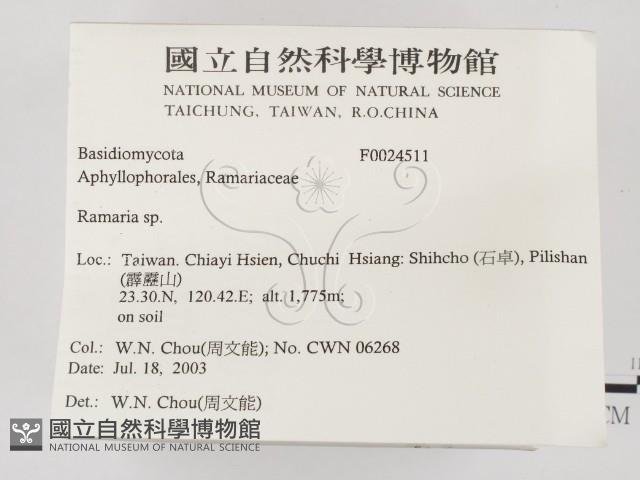 國立自然科學博物館
NATIONAL MUSEUM OF NATURAL SCIENCE
TAICHUNG, TAIWAN, R.O.CHINA
Basidiomycota F0024511
Aphyllophorales, Ramariaceae
Ramaria sp.
Loc.: Taiwan. Chiayi Hsien, Chuchi Hsiang: Shihcho (石卓), Pilishan
(霹靂山)
23.30.N, 120.42.E; alt. 1,775m;
on soil
Col.: W.N. Chou(周文能); No. CWN 06268
Date: Jul. 18, 2003
Det.: W.N. Chou(周文能)
國立自然科學博物館
NATIONAL MUSEUM OF NATURAL SCIENCE
CM